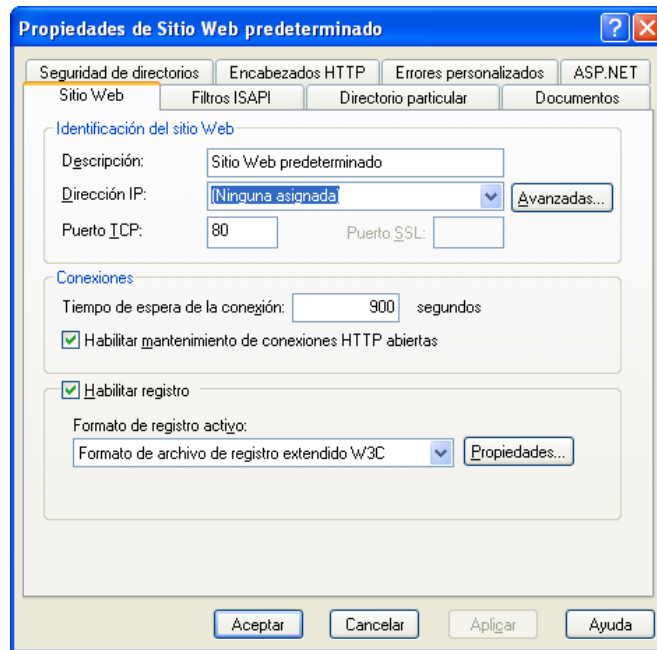 Propiedades de Sitio Web predeterminado
Seguridad de directorios Encabezados HTTP Errores personalizados ASP.NET
Sitio Web Filtros ISAPI Directorio particular Documentos
Identificación del sitio Web
Descripción: Sitio Web predeterminado
Dirección IP: (Ninguna asignada) Avanzadas...
Puerto TCP: 80 Puerto SSL:
Conexiones
Tiempo de espera de la conexión: 900 segundos
Habilitar mantenimiento de conexiones HTTP abiertas
Habilitar registro
Formato de registro activo:
Formato de archivo de registro extendido W3C Propiedades...
Aceptar Cancelar Aplicar Ayuda